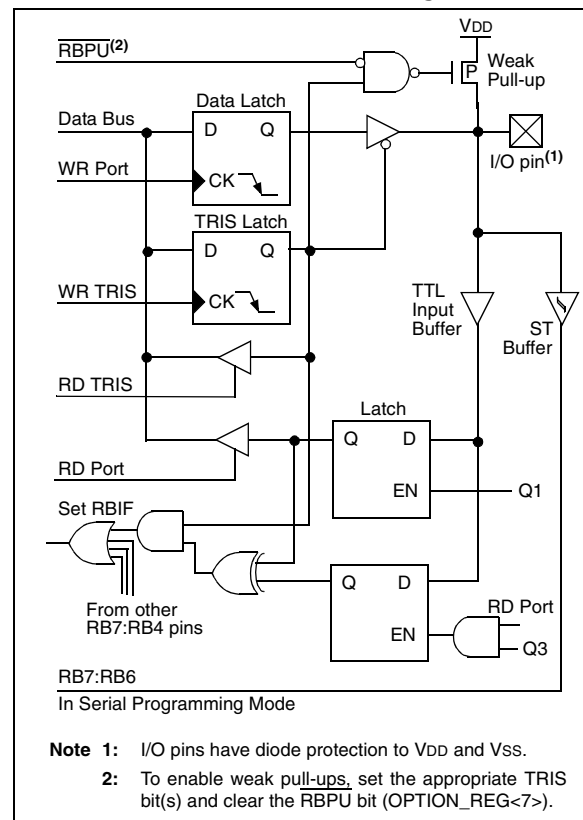 VDD
RBPU(2)
P
Weak
Pull-up
Data Latch
Data Bus
D Q
I/O pin(1)
WR Port
CK
TRIS Latch
D Q
WR TRIS
CK
TTL
Input
Buffer
ST
Buffer
RD TRIS
Latch
Q D
RD Port
EN
Q1
Set RBIF
Q D
RD Port
From other
RB7:RB4 pins
EN
Q3
RB7:RB6
In Serial Programming Mode
Note 1: I/O pins have diode protection to VDD and VSS.
2: To enable weak pull-ups, set the appropriate TRIS
bit(s) and clear the RBPU bit (OPTION_REG<7>).